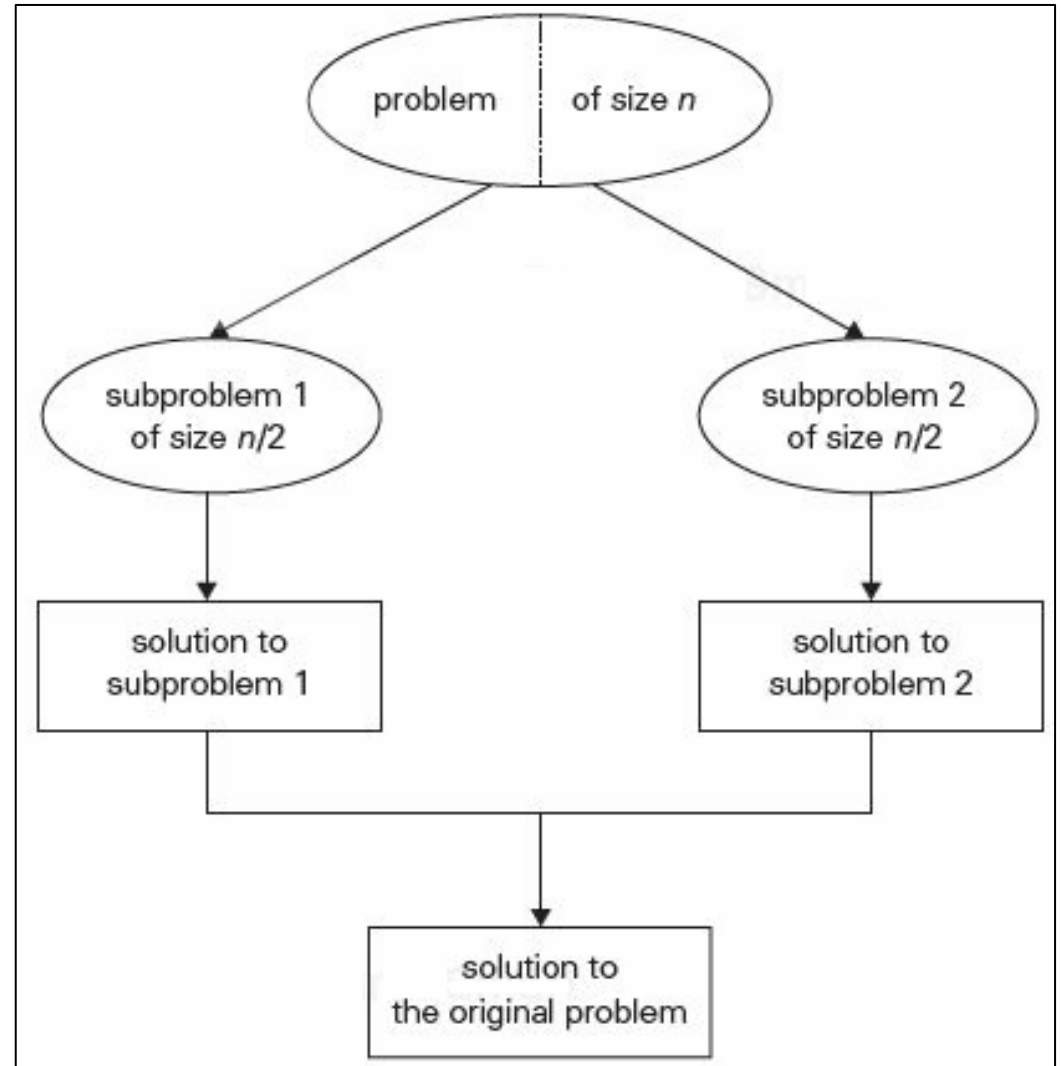 problem of size n
subproblem 1
of size n/2
subproblem 2
of size n/2
solution to
subproblem 1
solution to
subproblem 2
solution to
the original problem